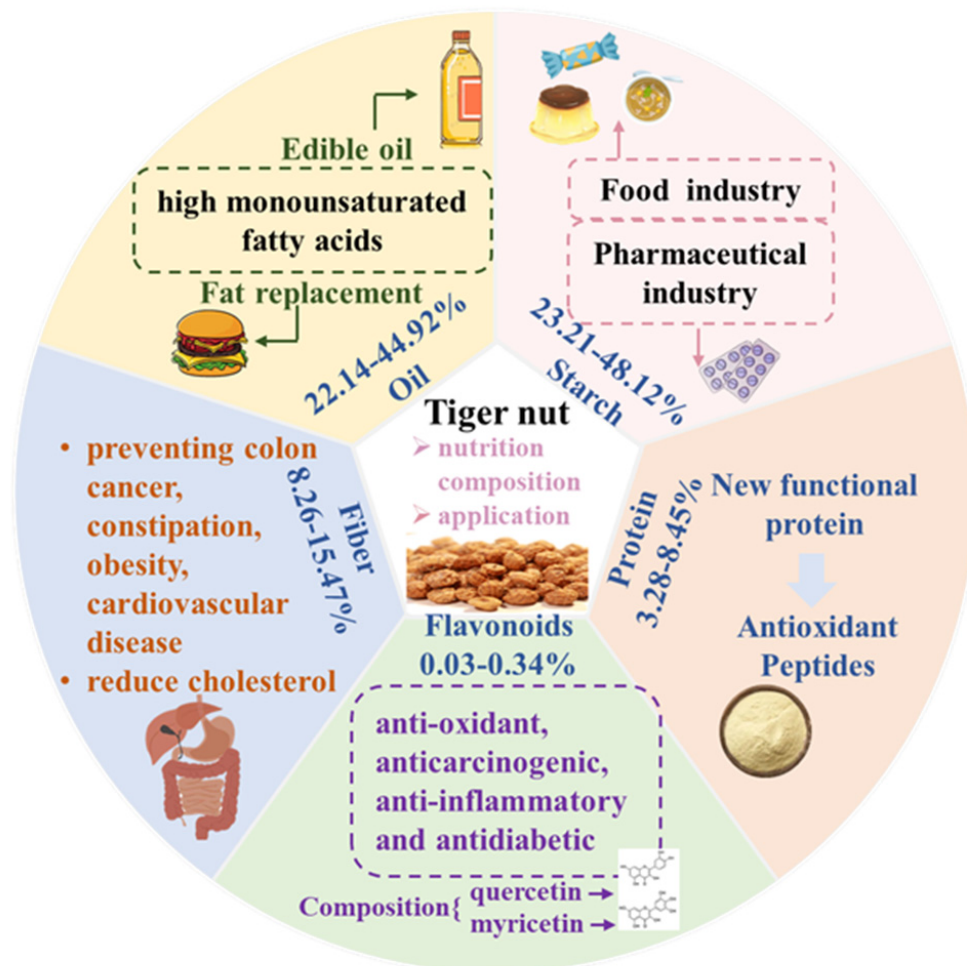 Edible oil
high monounsaturated
fatty acids
Fat replacement
22.14-44.92%
Oil
Food industry
Pharmaceutical
industry
23.21-48.12%
Starch
Tiger nut
➢ nutrition
composition
➢ application
• preventing colon
cancer,
constipation,
obesity,
cardiovascular
disease
• reduce cholesterol
Fiber
8.26-15.47%
Protein
3.28-8.45%
New functional
protein
Antioxidant
Peptides
Flavonoids
0.03-0.34%
anti-oxidant,
anticarcinogenic,
anti-inflammatory
and antidiabetic
Composition{
quercetin
myricetin